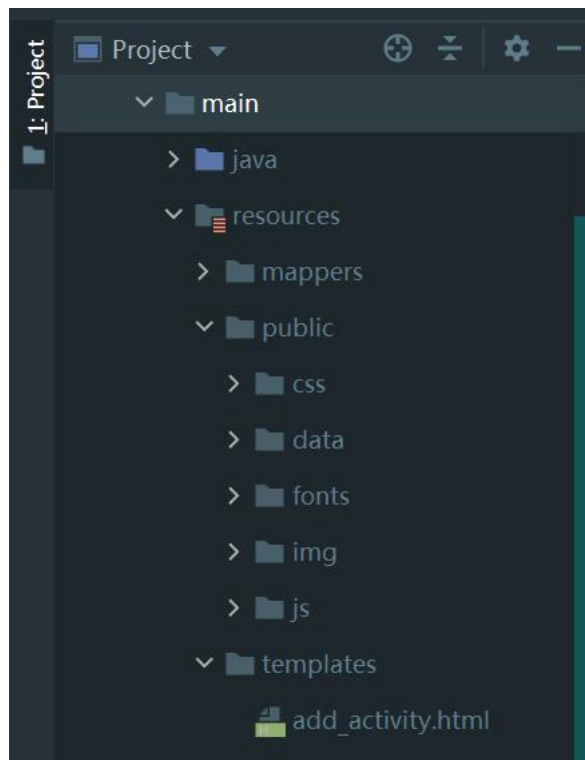 1: Project
Project
main
java
resources
mappers
public
css
data
fonts
img
js
templates
add_activity.html